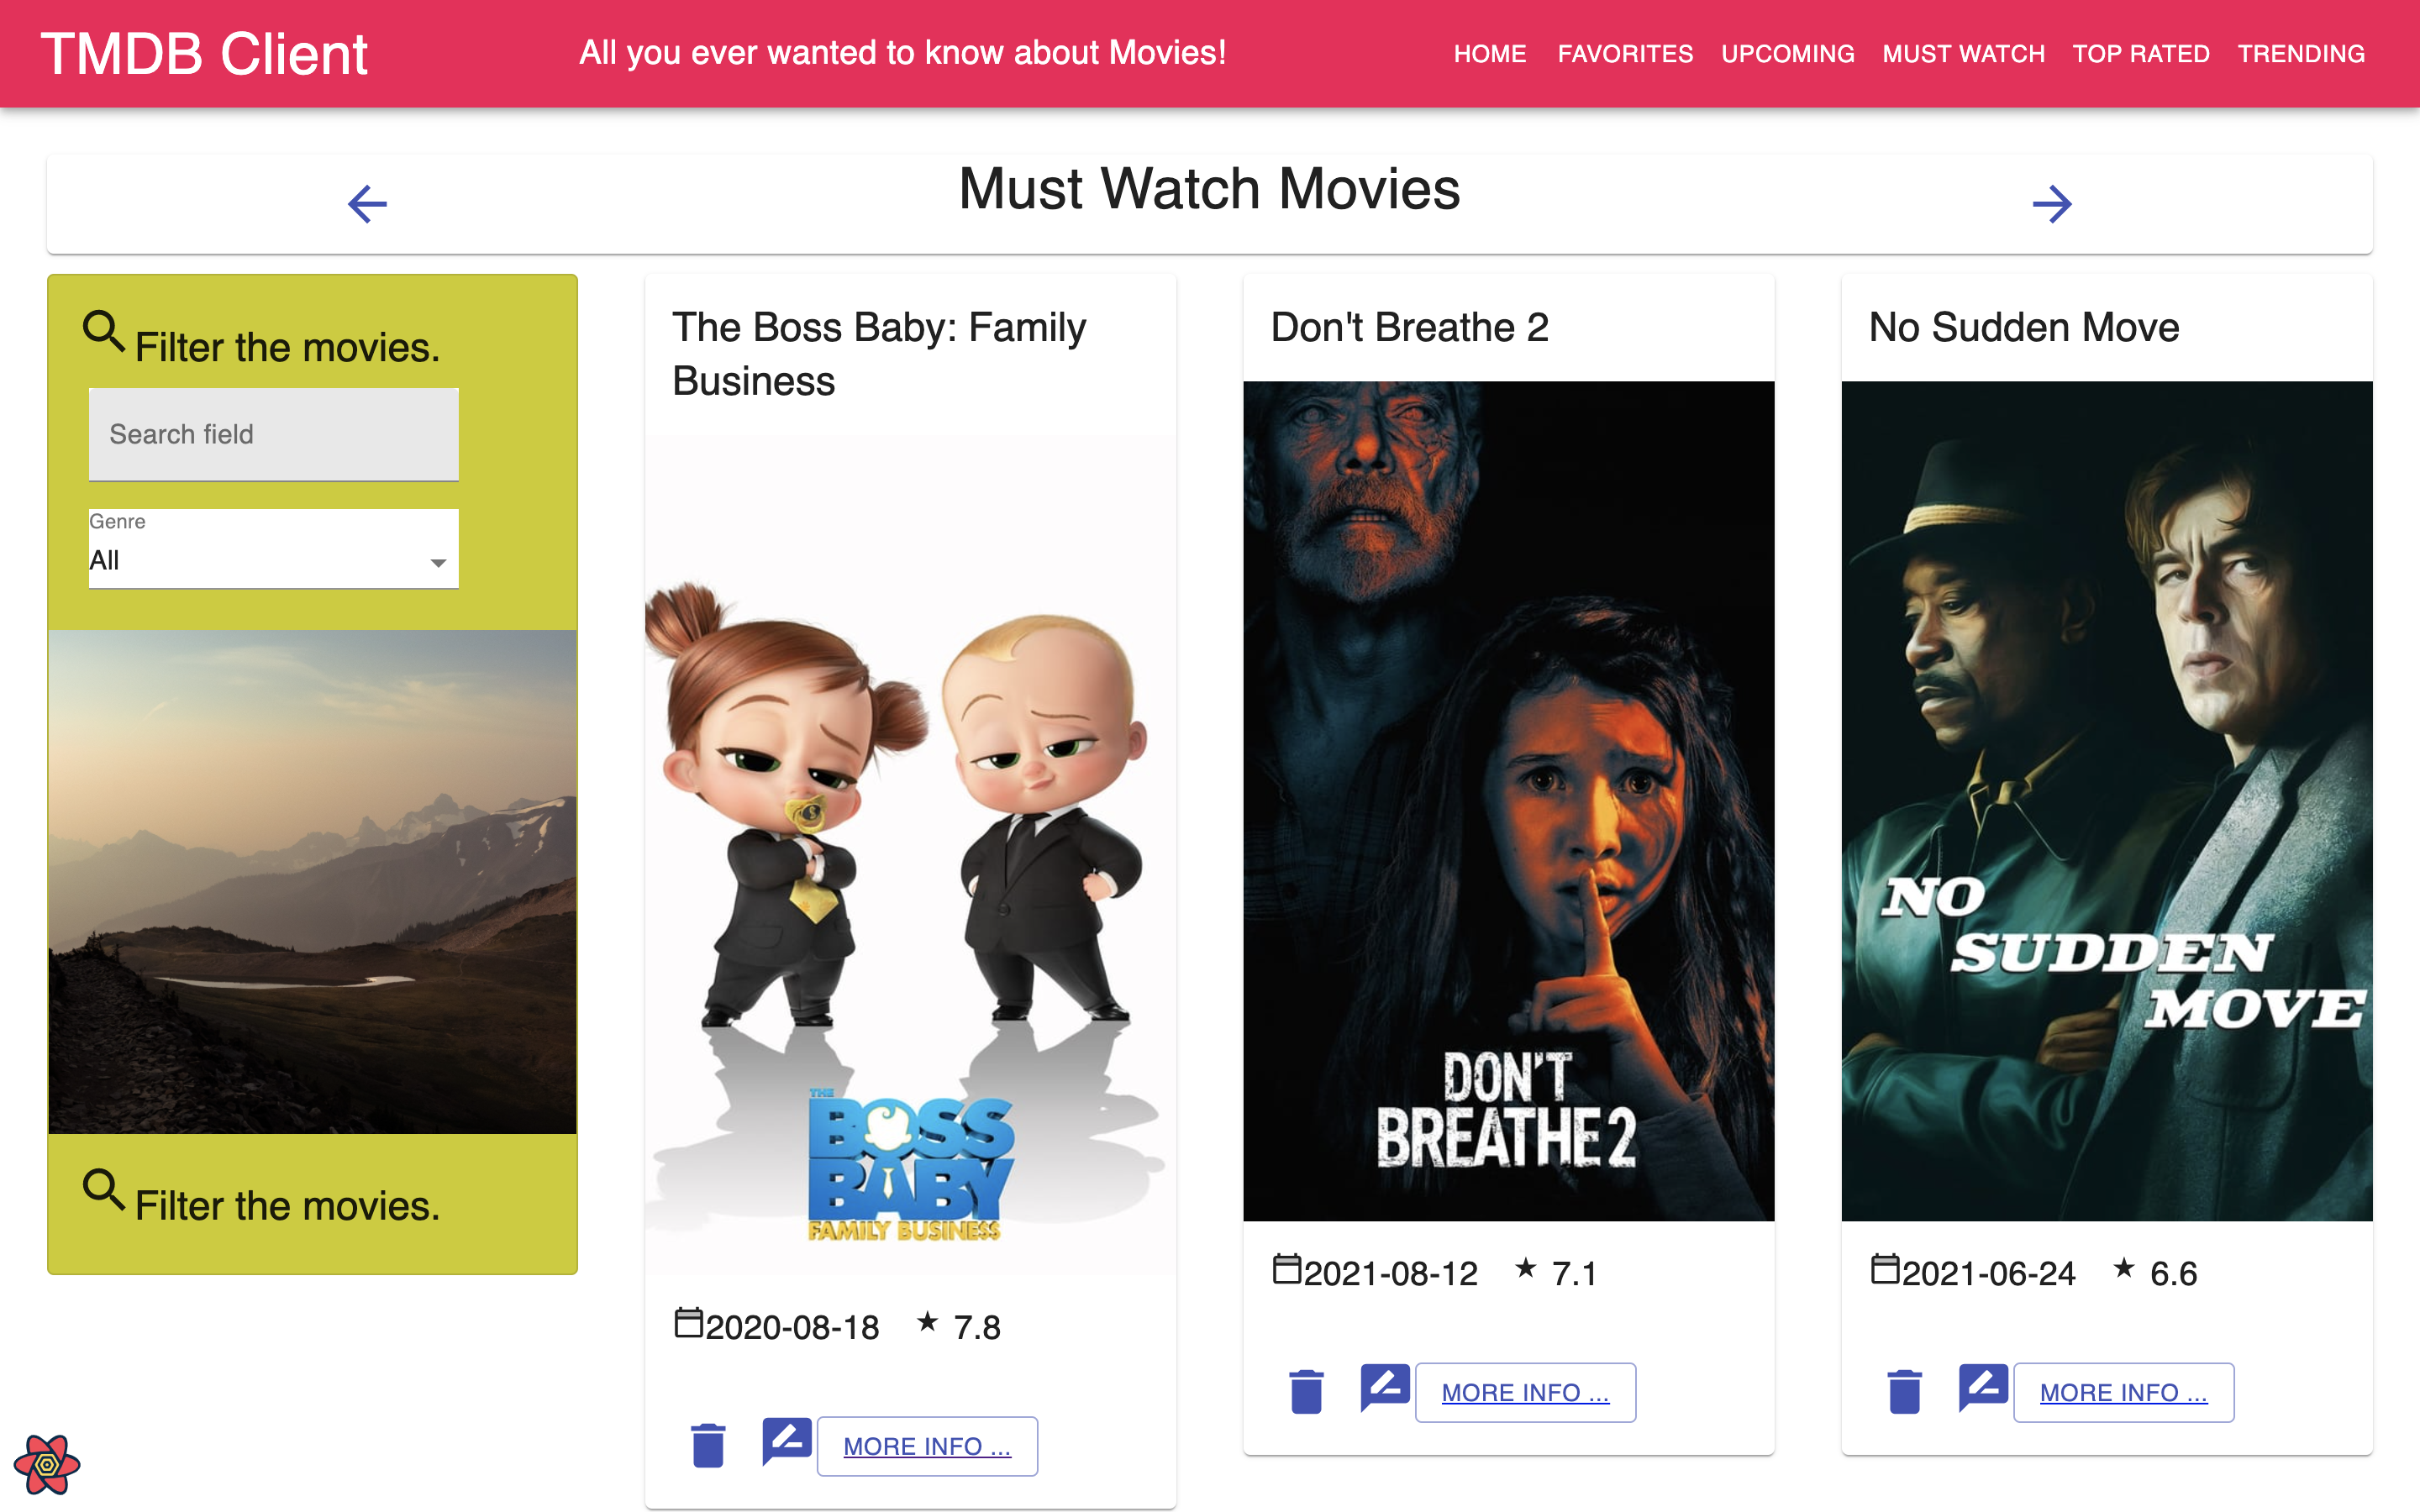 TMDB Client
All you ever wanted to know about Movies!
HOME FAVORITES UPCOMING MUST WATCH TOP RATED TRENDING
Must Watch Movies
Filter the movies.
Search field
Genre
All
Filter the movies.
The Boss Baby: Family
Business
THE
BOSS
BABY
FAMILY BUSINE$$
2020-08-18 ★ 7.8
MORE INFO ...
Don't Breathe 2
DON'T
BREATHE 2
2021-08-12 ★ 7.1
MORE INFO ...
No Sudden Move
NO
SUDDEN
MOVE
2021-06-24 ★ 6.6
MORE INFO ...